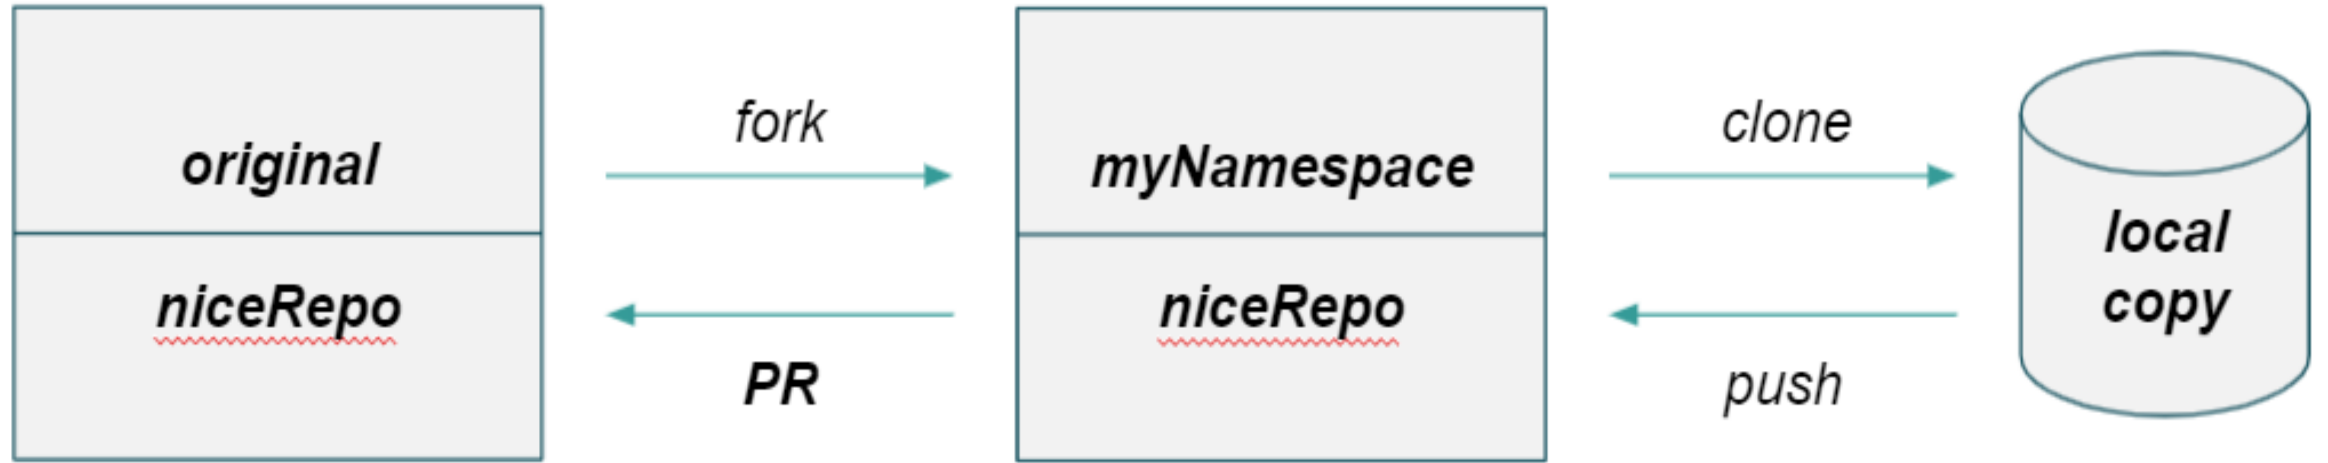 original
niceRepo
fork
PR
myNamespace
niceRepo
clone
push
local
copy